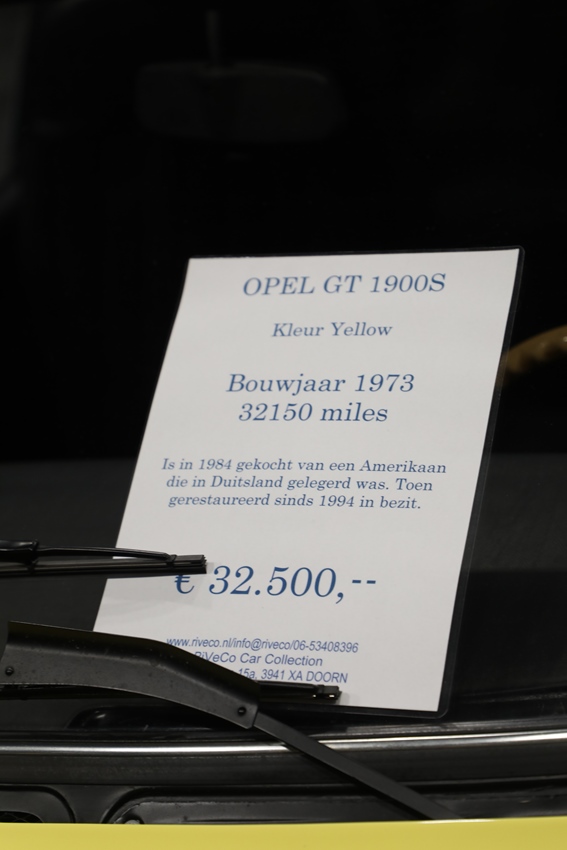 OPEL GT 1900S
Kleur Yellow
Bouwjaar 1973
32150 miles
Is in 1984 gekocht van een Amerikaan
die in Duitsland gelegerd was. Toen
gerestaureerd sinds 1994 in bezit.
€ 32.500,--
www.riveco.nl/info@riveco/06-53408396
RiVeCo Car Collection
15a, 3941 XA DOORN